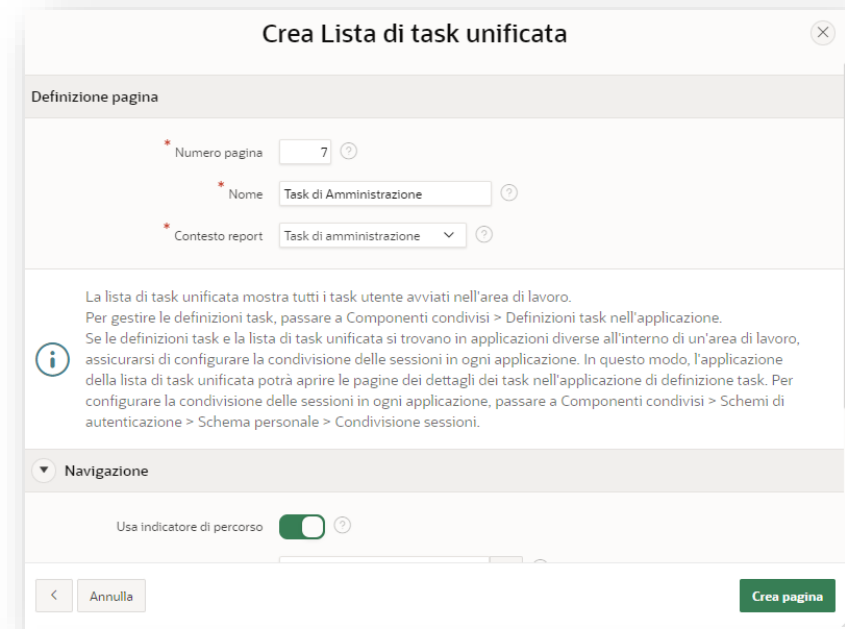 Crea Lista di task unificata
Definizione pagina
* Numero pagina 7
* Nome Task di Amministrazione
* Contesto report Task di amministrazione
La lista di task unificata mostra tutti i task utente avviati nell'area di lavoro.
Per gestire le definizioni task, passare a Componenti condivisi > Definizioni task nell'applicazione.
Se le definizioni task e la lista di task unificata si trovano in applicazioni diverse all'interno di un'area di lavoro,
assicurarsi di configurare la condivisione delle sessioni in ogni applicazione. In questo modo, l'applicazione
della lista di task unificata potrà aprire le pagine dei dettagli dei task nell'applicazione di definizione task. Per
configurare la condivisione delle sessioni in ogni applicazione, passare a Componenti condivisi > Schemi di
autenticazione > Schema personale > Condivisione sessioni.
Navigazione
Usa indicatore di percorso
Annulla
Crea pagina